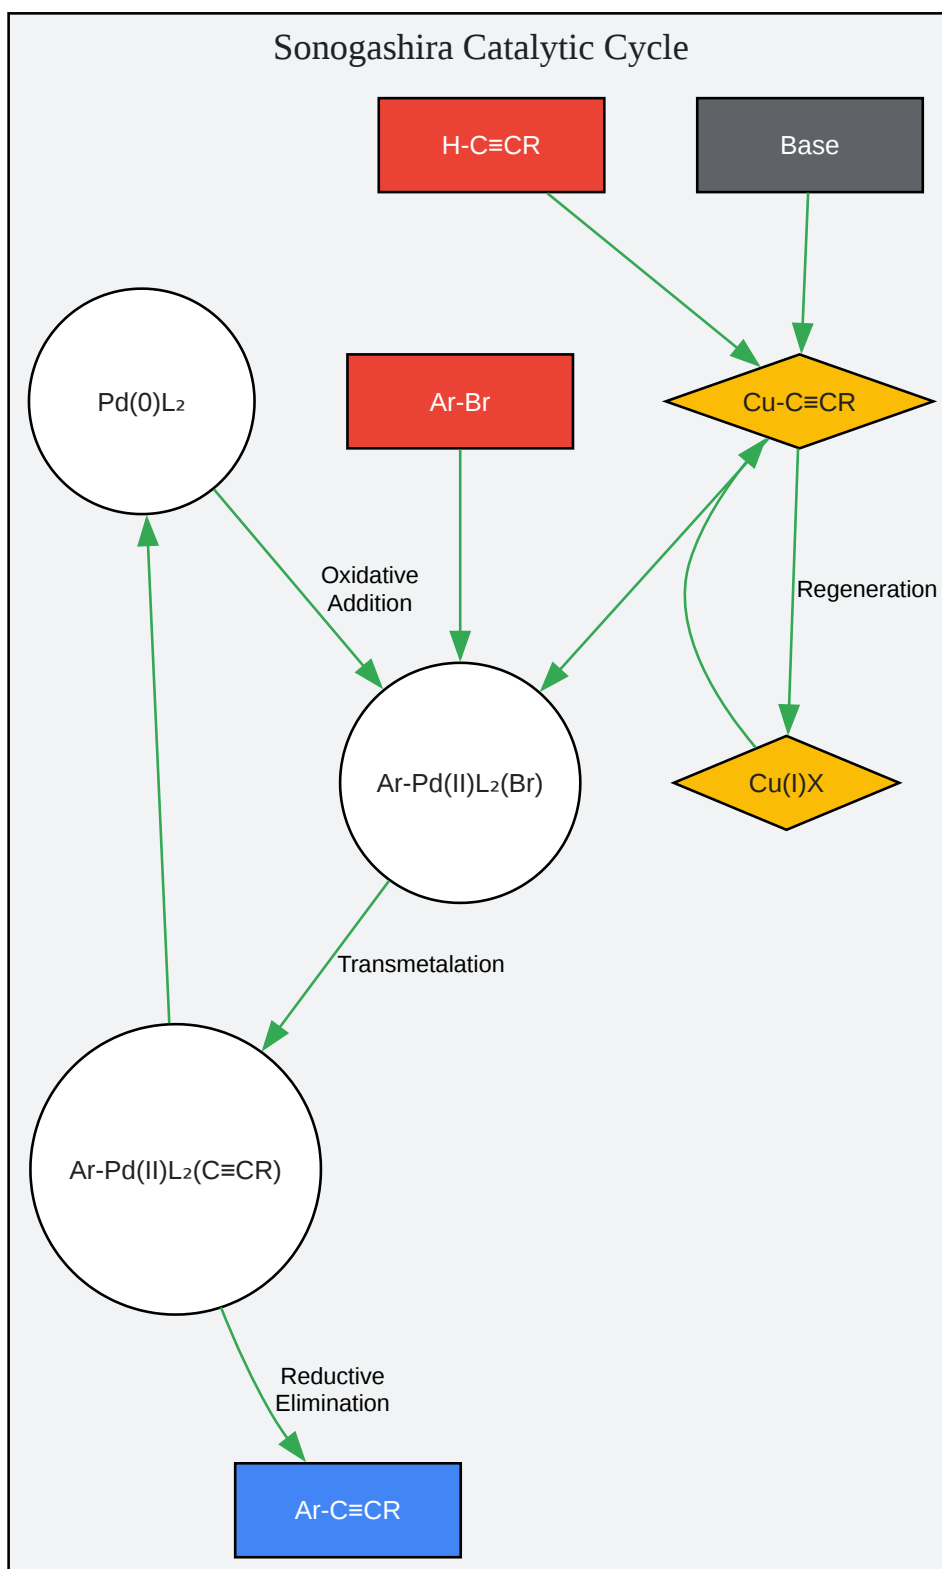 Sonogashira Catalytic Cycle
H-C≡CR
Base
Pd(0)L₂
Ar-Br
Cu-C≡CR
Oxidative
Addition
Regeneration
Ar-Pd(II)L₂(Br)
Cu(I)X
Transmetalation
Ar-Pd(II)L₂(C≡CR)
Reductive
Elimination
Ar-C≡CR